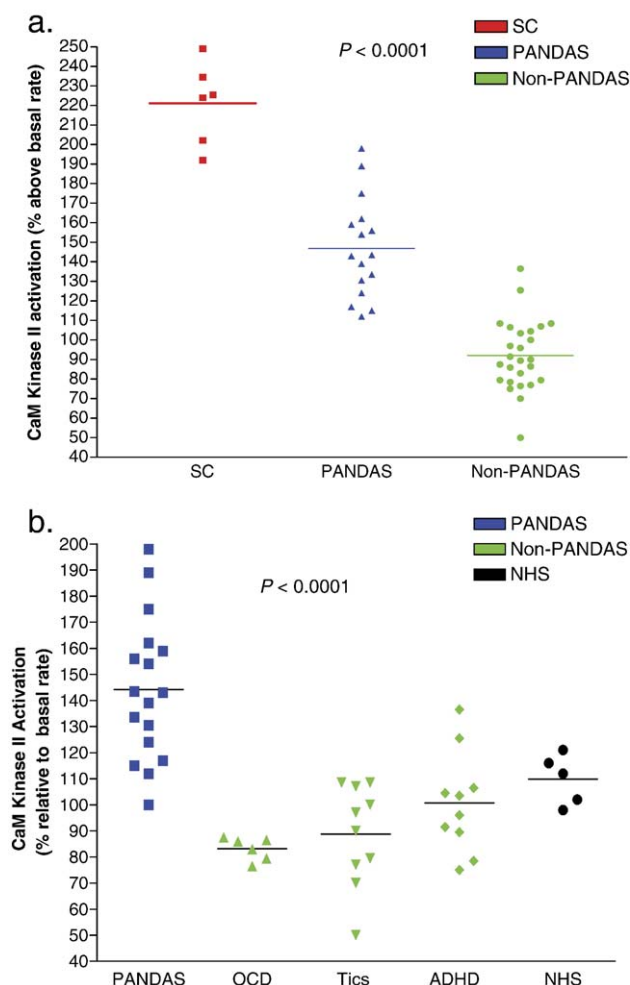 a.
SC
PANDAS
Non-PANDAS
P < 0.0001
CaM Kinase II activation (% above basal rate)
250
240
230
220
210
200
190
180
170
160
150
140
130
120
110
100
90
80
70
60
50
40
SC PANDAS Non-PANDAS
b.
PANDAS
Non-PANDAS
NHS
P < 0.0001
CaM Kinase II Activation
(% relative to basal rate)
200
190
180
170
160
150
140
130
120
110
100
90
80
70
60
50
40
PANDAS OCD Tics ADHD NHS